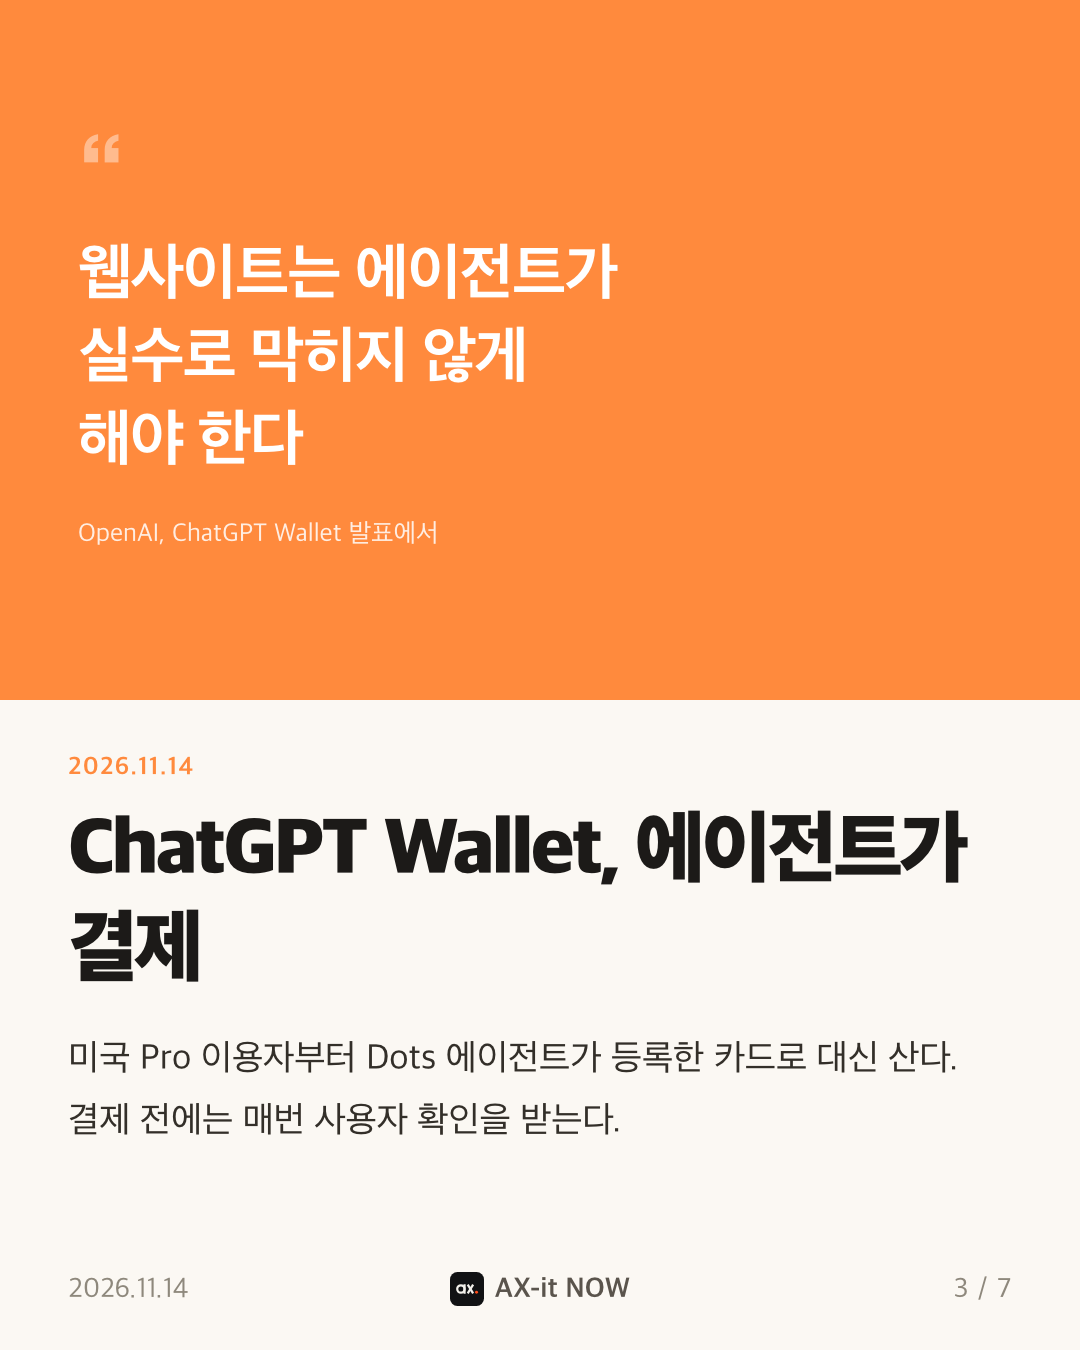 “
웹사이트는 에이전트가
실수로 막히지 않게
해야 한다
OpenAI, ChatGPT Wallet 발표에서
2026.11.14
ChatGPT Wallet, 에이전트가
결제
미국 Pro 이용자부터 Dots 에이전트가 등록한 카드로 대신 산다.
결제 전에는 매번 사용자 확인을 받는다.
2026.11.14
ax. AX-it NOW
3 / 7